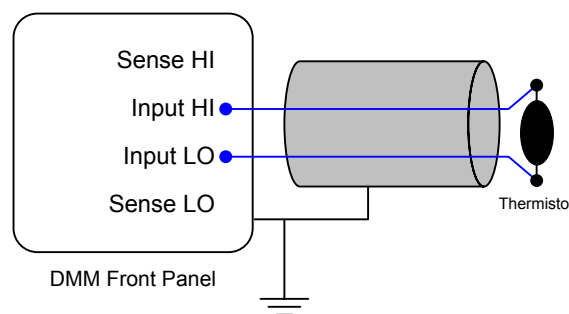 Sense HI
Input HI
Input LO
Sense LO
Thermisto
DMM Front Panel